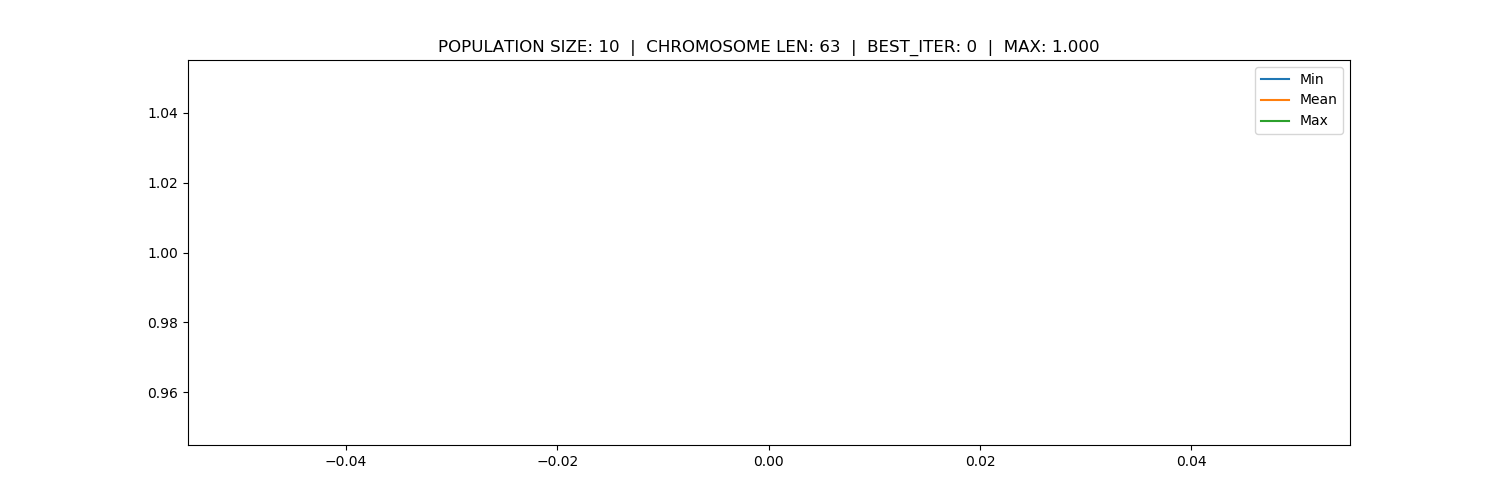 POPULATION SIZE: 10 | CHROMOSOME LEN: 63 | BEST_ITER: 0 | MAX: 1.000
Min
Mean
Max
1.04
1.02
1.00
0.98
0.96
−0.04 −0.02 0.00 0.02 0.04